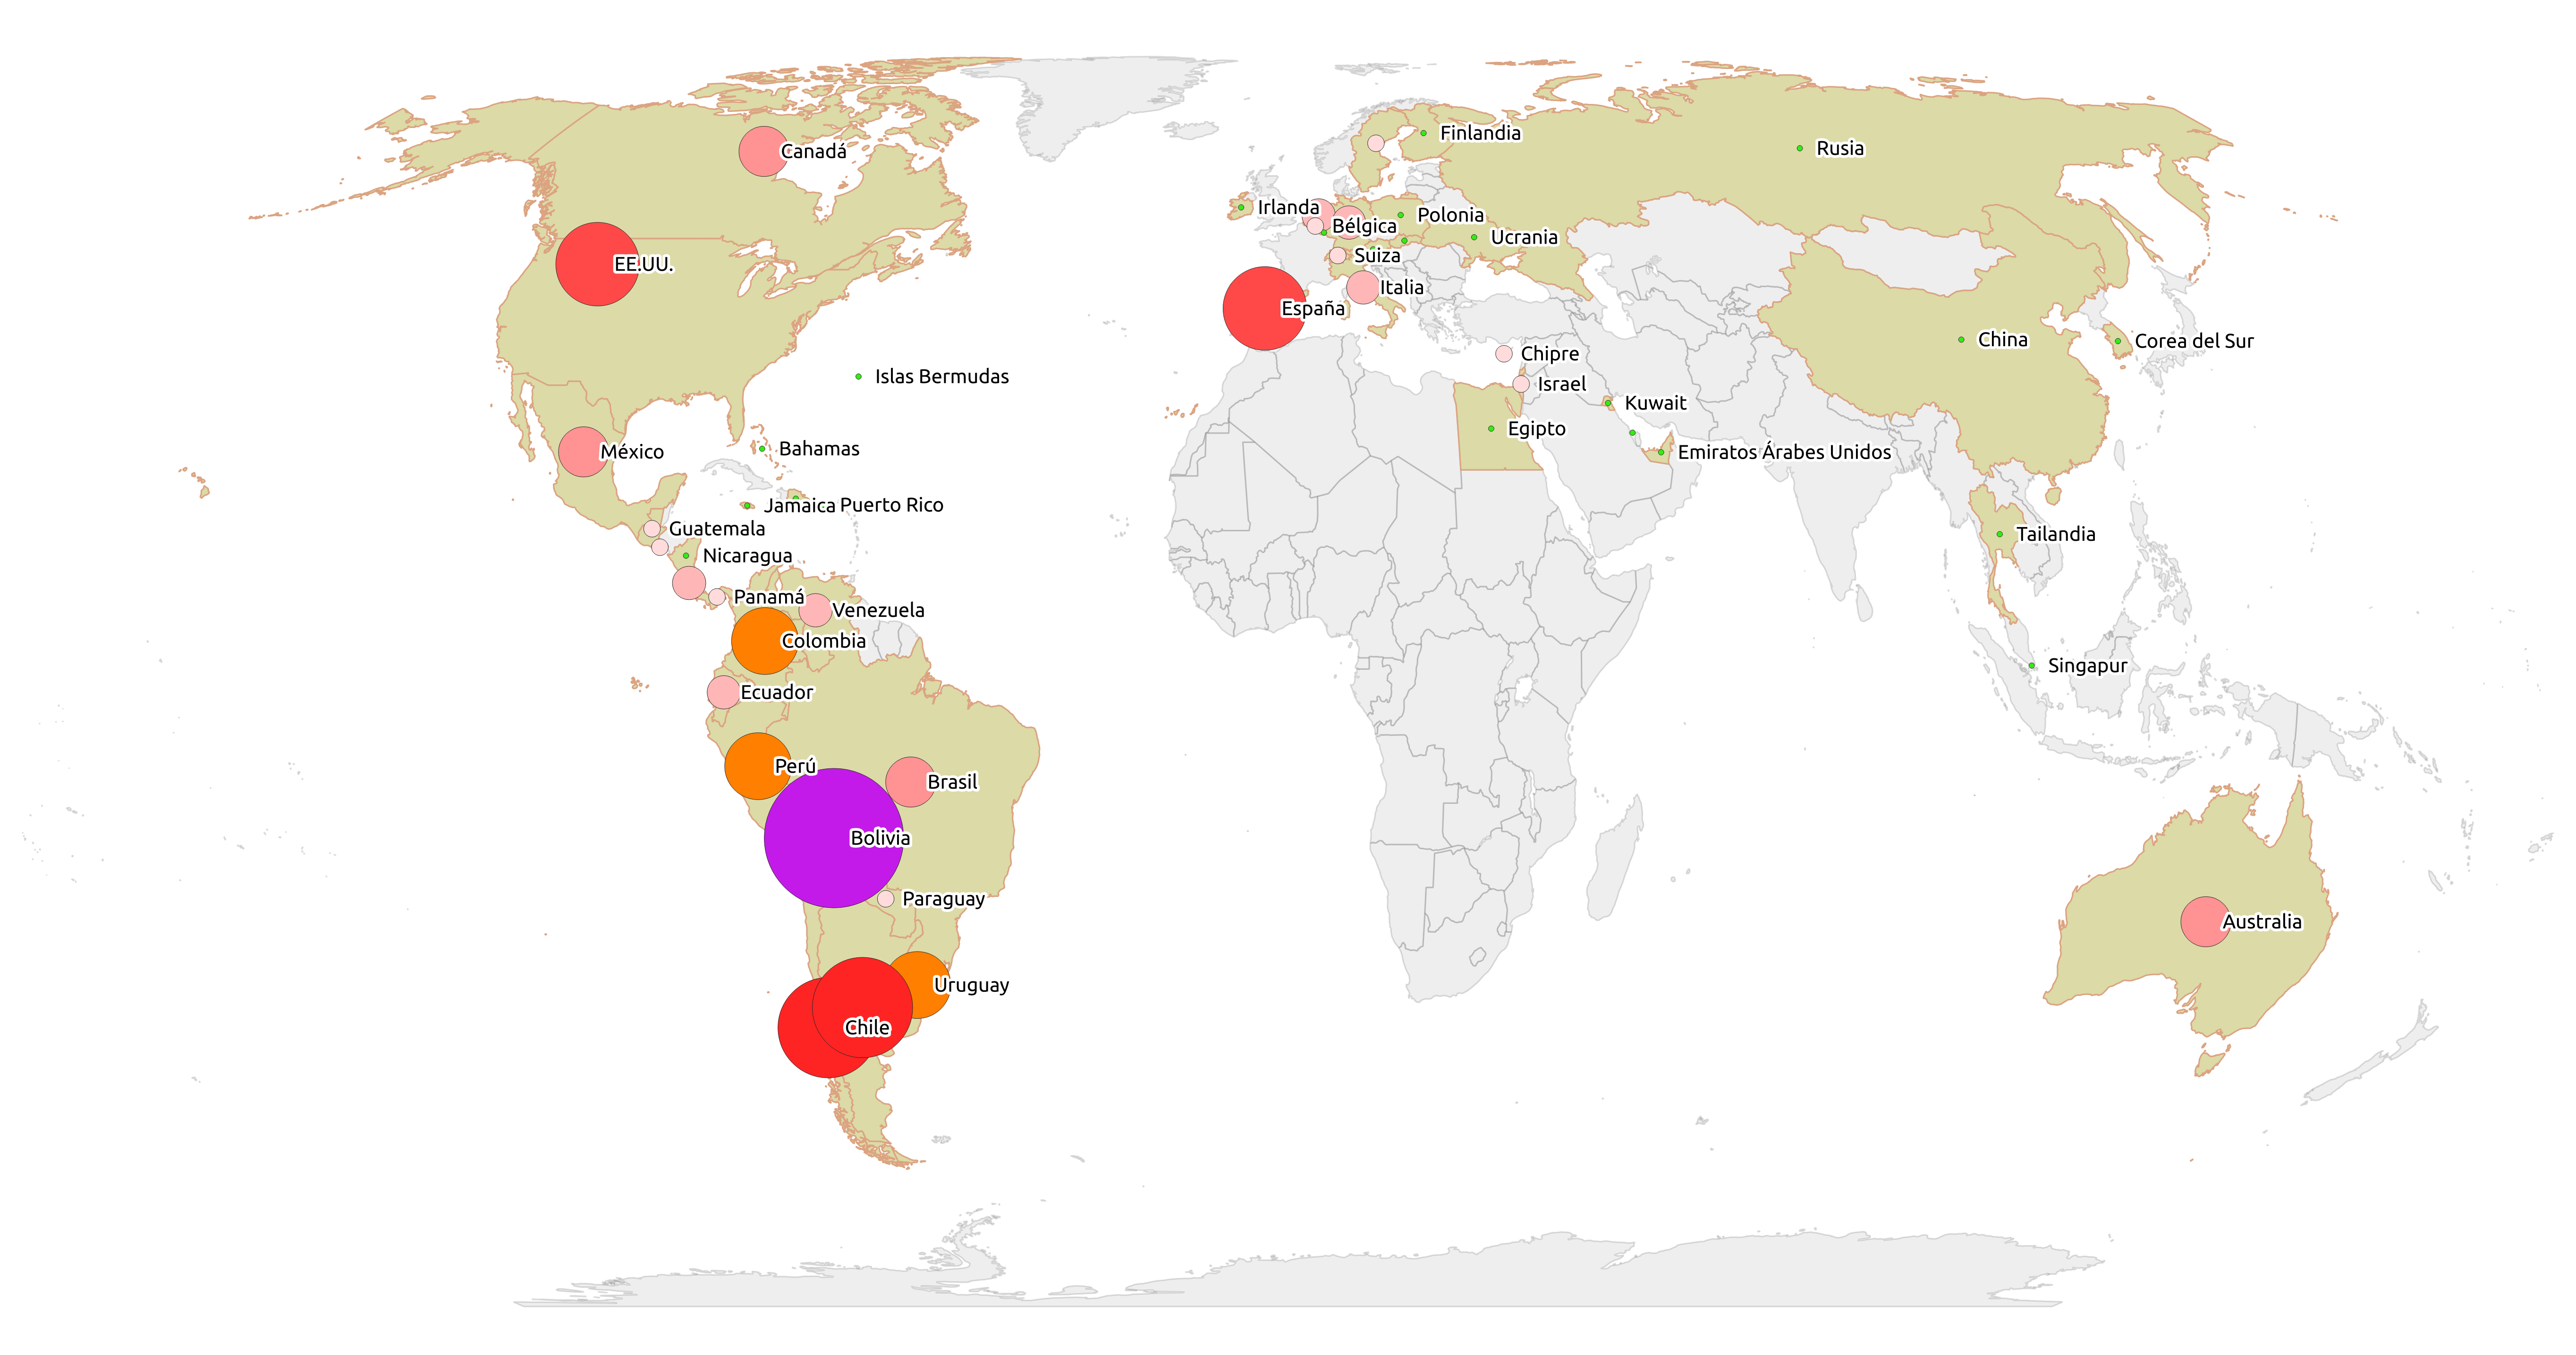 Finlandia
Rusia
Canadá
Irlanda
Polonia
Bélgica
Ucrania
Suiza
EE.UU.
Italia
España
China
Corea del Sur
Chipre
Islas Bermudas
Israel
Kuwait
Egipto
Bahamas
México
Emiratos Árabes Unidos
Jamaica
Puerto Rico
Guatemala
Tailandia
Nicaragua
Panamá
Venezuela
Colombia
Singapur
Ecuador
Perú
Brasil
Bolivia
Paraguay
Australia
Uruguay
Chile